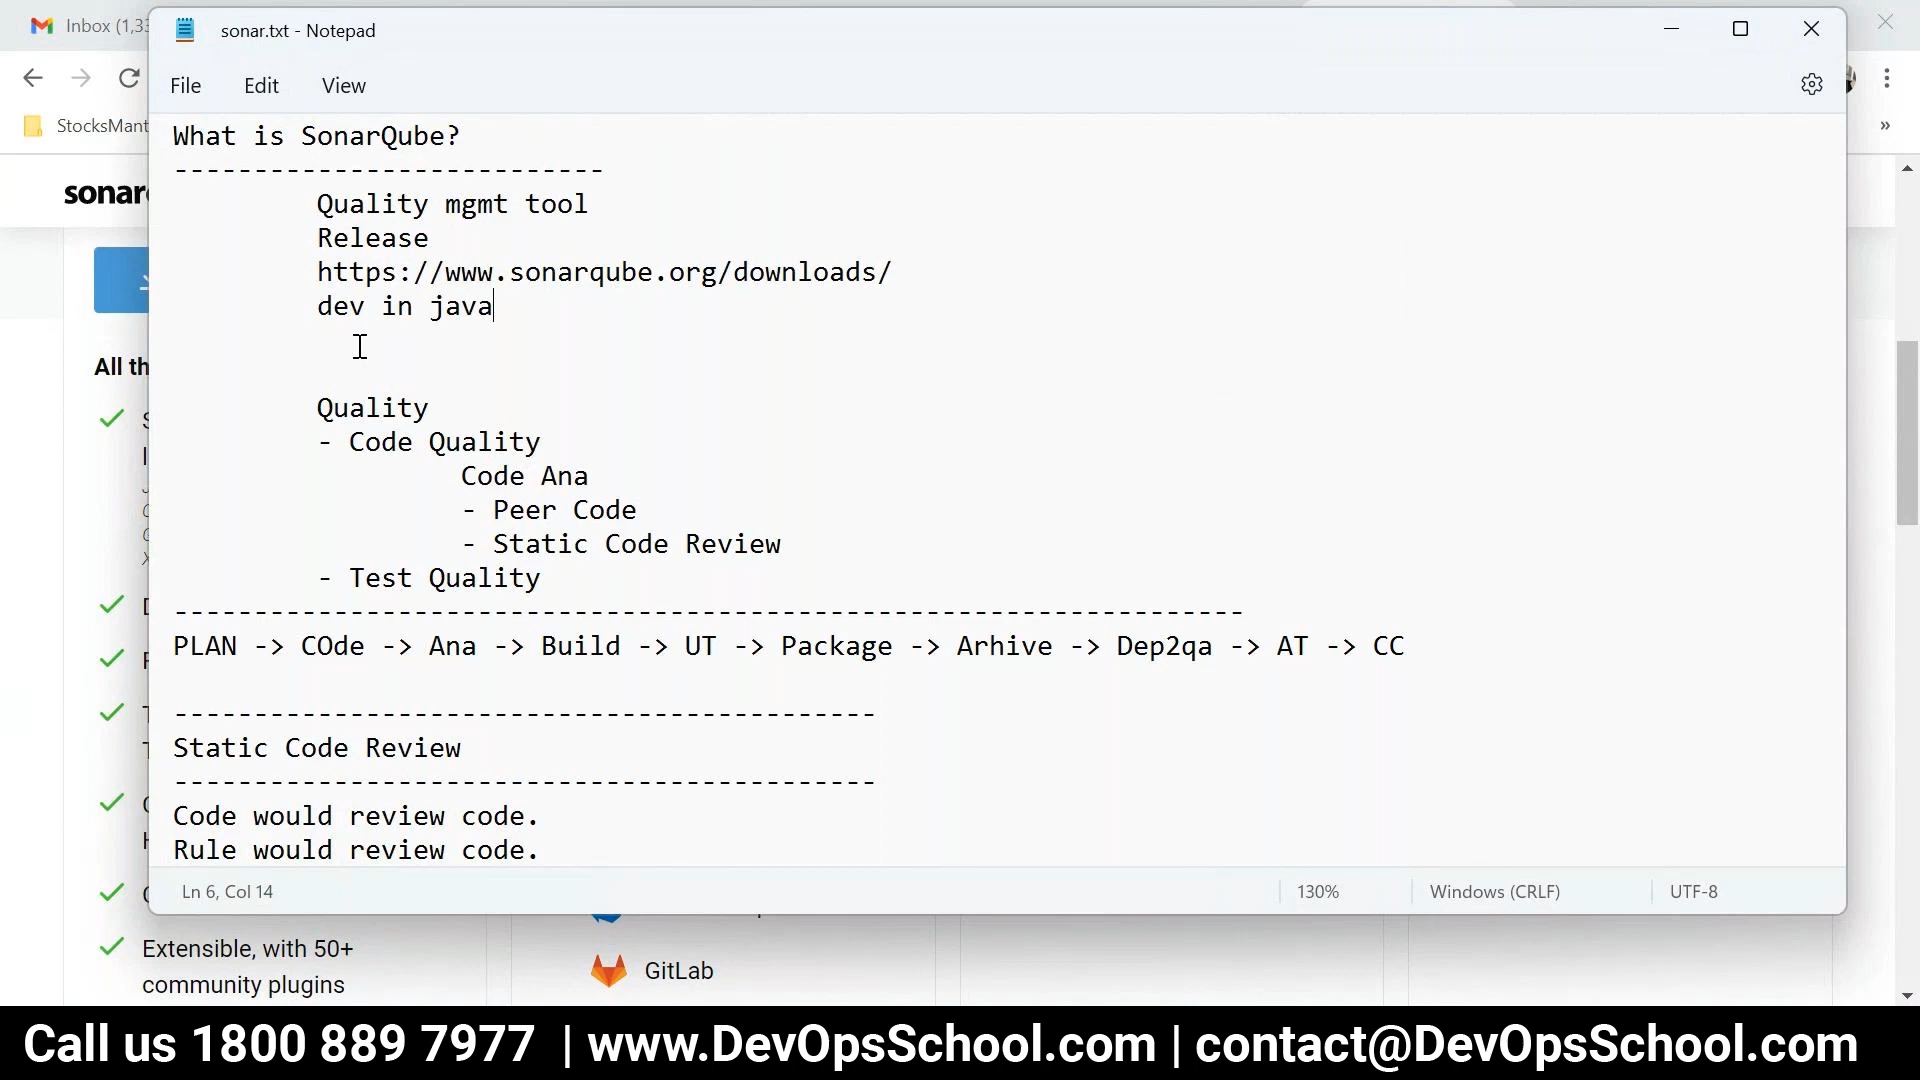 Inbox (1,33
sonar.txt - Notepad
File Edit View
StocksMant
»
sonar
What is SonarQube?
---------------------------
Quality mgmt tool
Release
https://www.sonarqube.org/downloads/
dev in java
All th
Quality
- Code Quality
Code Ana
- Peer Code
- Static Code Review
- Test Quality
-------------------------------------------------------------------
PLAN -> COde -> Ana -> Build -> UT -> Package -> Arhive -> Dep2qa -> AT -> CC
--------------------------------------------
Static Code Review
--------------------------------------------
Code would review code.
Rule would review code.
Ln 6, Col 14 130% Windows (CRLF) UTF-8
Extensible, with 50+
community plugins
GitLab
Call us 1800 889 7977 | www.DevOpsSchool.com | contact@DevOpsSchool.com